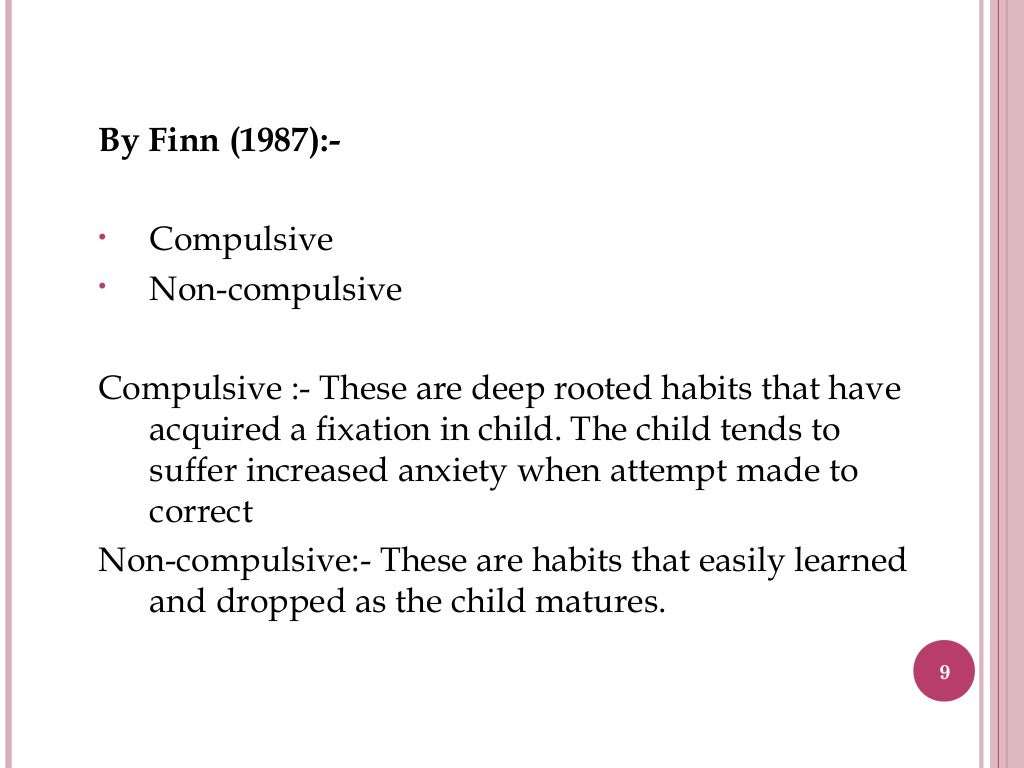 By Finn (1987):-
• Compulsive
• Non-compulsive
Compulsive :- These are deep rooted habits that have
acquired a fixation in child. The child tends to
suffer increased anxiety when attempt made to
correct
Non-compulsive:- These are habits that easily learned
and dropped as the child matures.
9